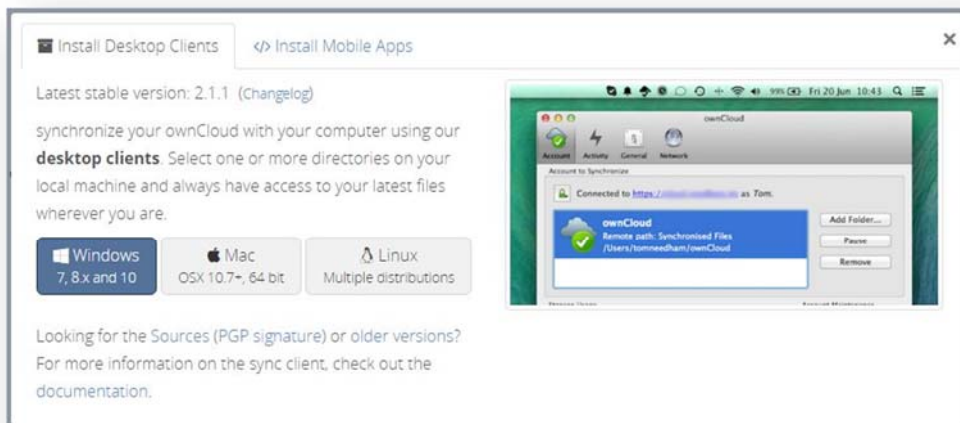 Install Desktop Clients
</> Install Mobile Apps
Latest stable version: 2.1.1 (Changelog)
synchronize your ownCloud with your computer using our
desktop clients. Select one or more directories on your
local machine and always have access to your latest files
wherever you are.
Windows
7, 8.x and 10
Mac
OSX 10.7+, 64 bit
Linux
Multiple distributions
Looking for the Sources (PGP signature) or older versions?
For more information on the sync client, check out the
documentation.
99% Fri 20 Jun 10:43
ownCloud
Account Activity General Network
Account to Synchronize
Connected to https:/ as Tom.
ownCloud
Remote path: Synchronised Files
/Users/tomneedham/ownCloud
Add Folder...
Pause
Remove